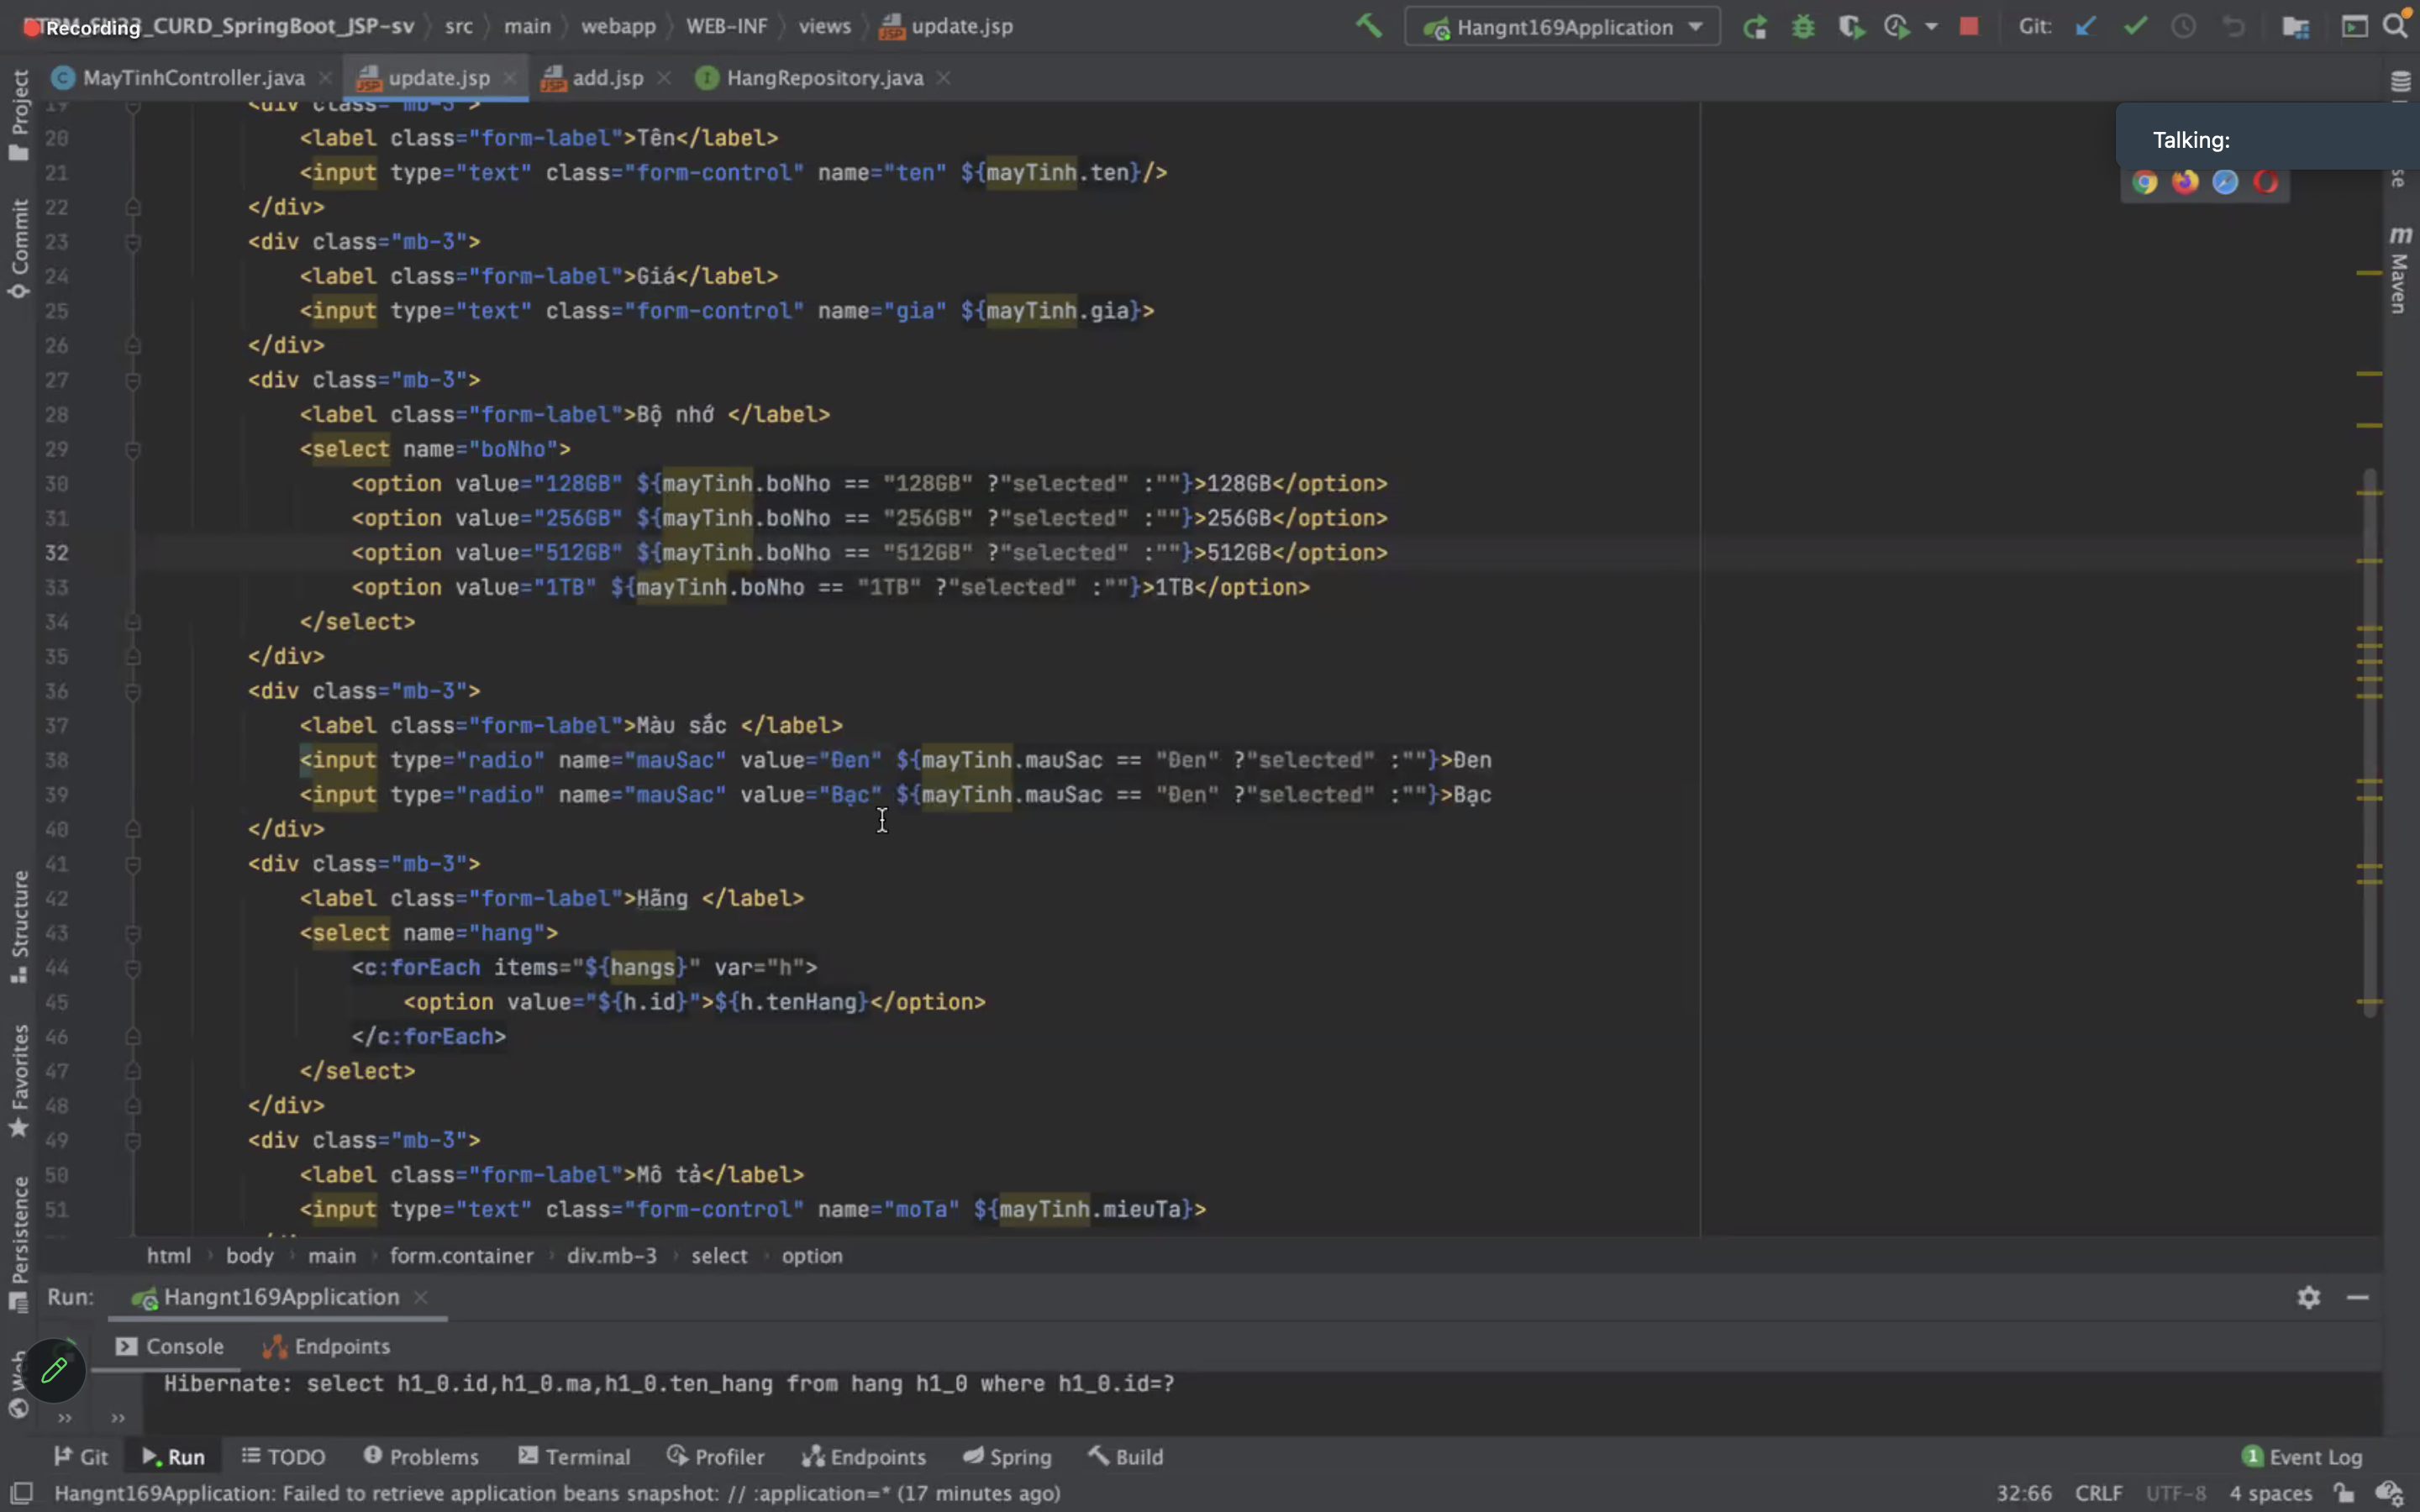 Recording
_CURD_SpringBoot_JSP-sv src main webapp WEB-INF views update.jsp
Hangnt169Application
Git:
MayTinhController.java update.jsp add.jsp HangRepository.java
Talking:
Project
Commit
Structure
Favorites
Persistence
Web
Maven
19 <div class="mb-3">
20 <label class="form-label">Tên</label>
21 <input type="text" class="form-control" name="ten" ${mayTinh.ten}/>
22 </div>
23 <div class="mb-3">
24 <label class="form-label">Giá</label>
25 <input type="text" class="form-control" name="gia" ${mayTinh.gia}>
26 </div>
27 <div class="mb-3">
28 <label class="form-label">Bộ nhớ </label>
29 <select name="boNho">
30 <option value="128GB" ${mayTinh.boNho == "128GB" ?"selected" :""}>128GB</option>
31 <option value="256GB" ${mayTinh.boNho == "256GB" ?"selected" :""}>256GB</option>
32 <option value="512GB" ${mayTinh.boNho == "512GB" ?"selected" :""}>512GB</option>
33 <option value="1TB" ${mayTinh.boNho == "1TB" ?"selected" :""}>1TB</option>
34 </select>
35 </div>
36 <div class="mb-3">
37 <label class="form-label">Màu sắc </label>
38 <input type="radio" name="mauSac" value="Đen" ${mayTinh.mauSac == "Đen" ?"selected" :""}>Đen
39 <input type="radio" name="mauSac" value="Bạc" ${mayTinh.mauSac == "Đen" ?"selected" :""}>Bạc
40 </div>
41 <div class="mb-3">
42 <label class="form-label">Hãng </label>
43 <select name="hang">
44 <c:forEach items="${hangs}" var="h">
45 <option value="${h.id}">${h.tenHang}</option>
46 </c:forEach>
47 </select>
48 </div>
49 <div class="mb-3">
50 <label class="form-label">Mô tả</label>
51 <input type="text" class="form-control" name="moTa" ${mayTinh.mieuTa}>
html body main form.container div.mb-3 select option
Run: Hangnt169Application
Console Endpoints
Hibernate: select h1_0.id,h1_0.ma,h1_0.ten_hang from hang h1_0 where h1_0.id=?
Git Run TODO Problems Terminal Profiler Endpoints Spring Build 1 Event Log
Hangnt169Application: Failed to retrieve application beans snapshot: // :application=* (17 minutes ago) 32:66 CRLF UTF-8 4 spaces